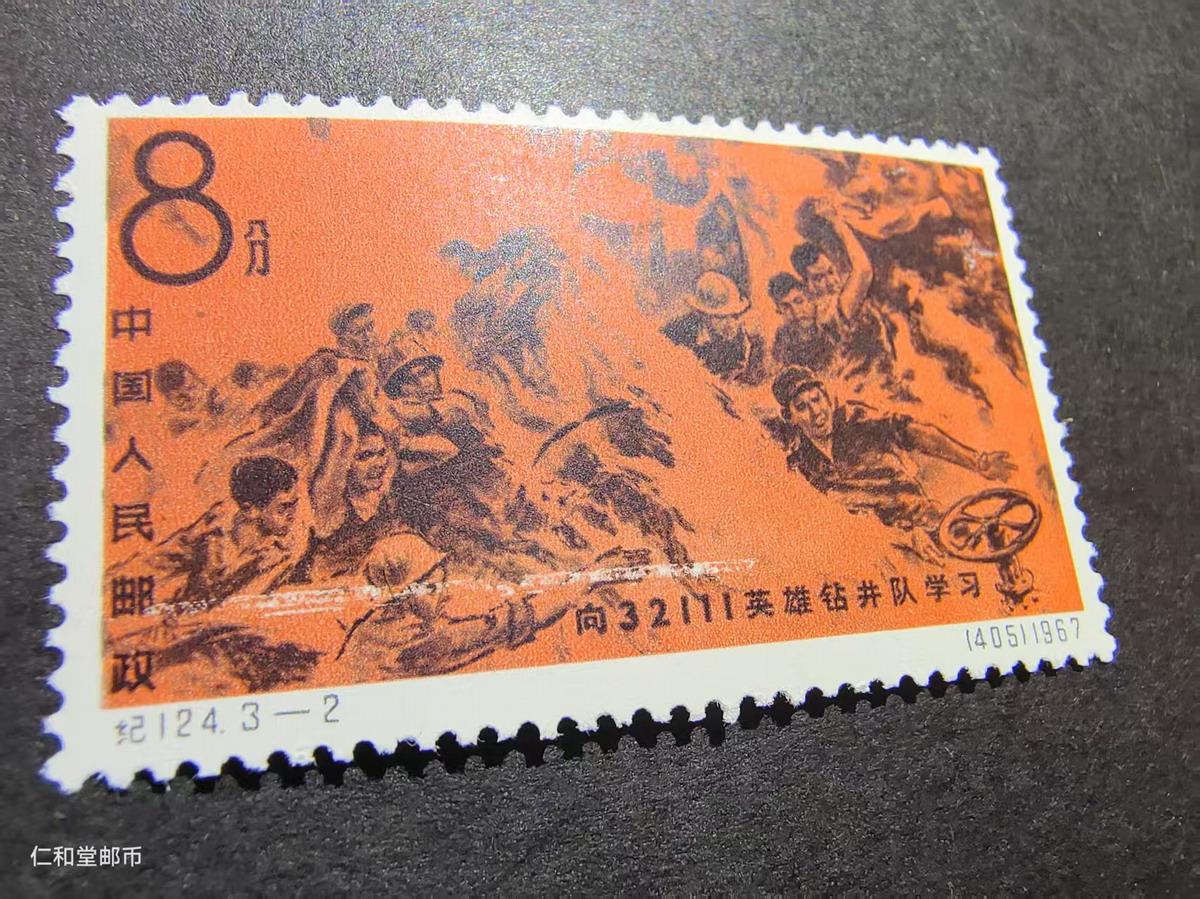 8分
中国人民邮政
向32111英雄钻井队学习
纪124.3—2
(405)1967
仁和堂邮币